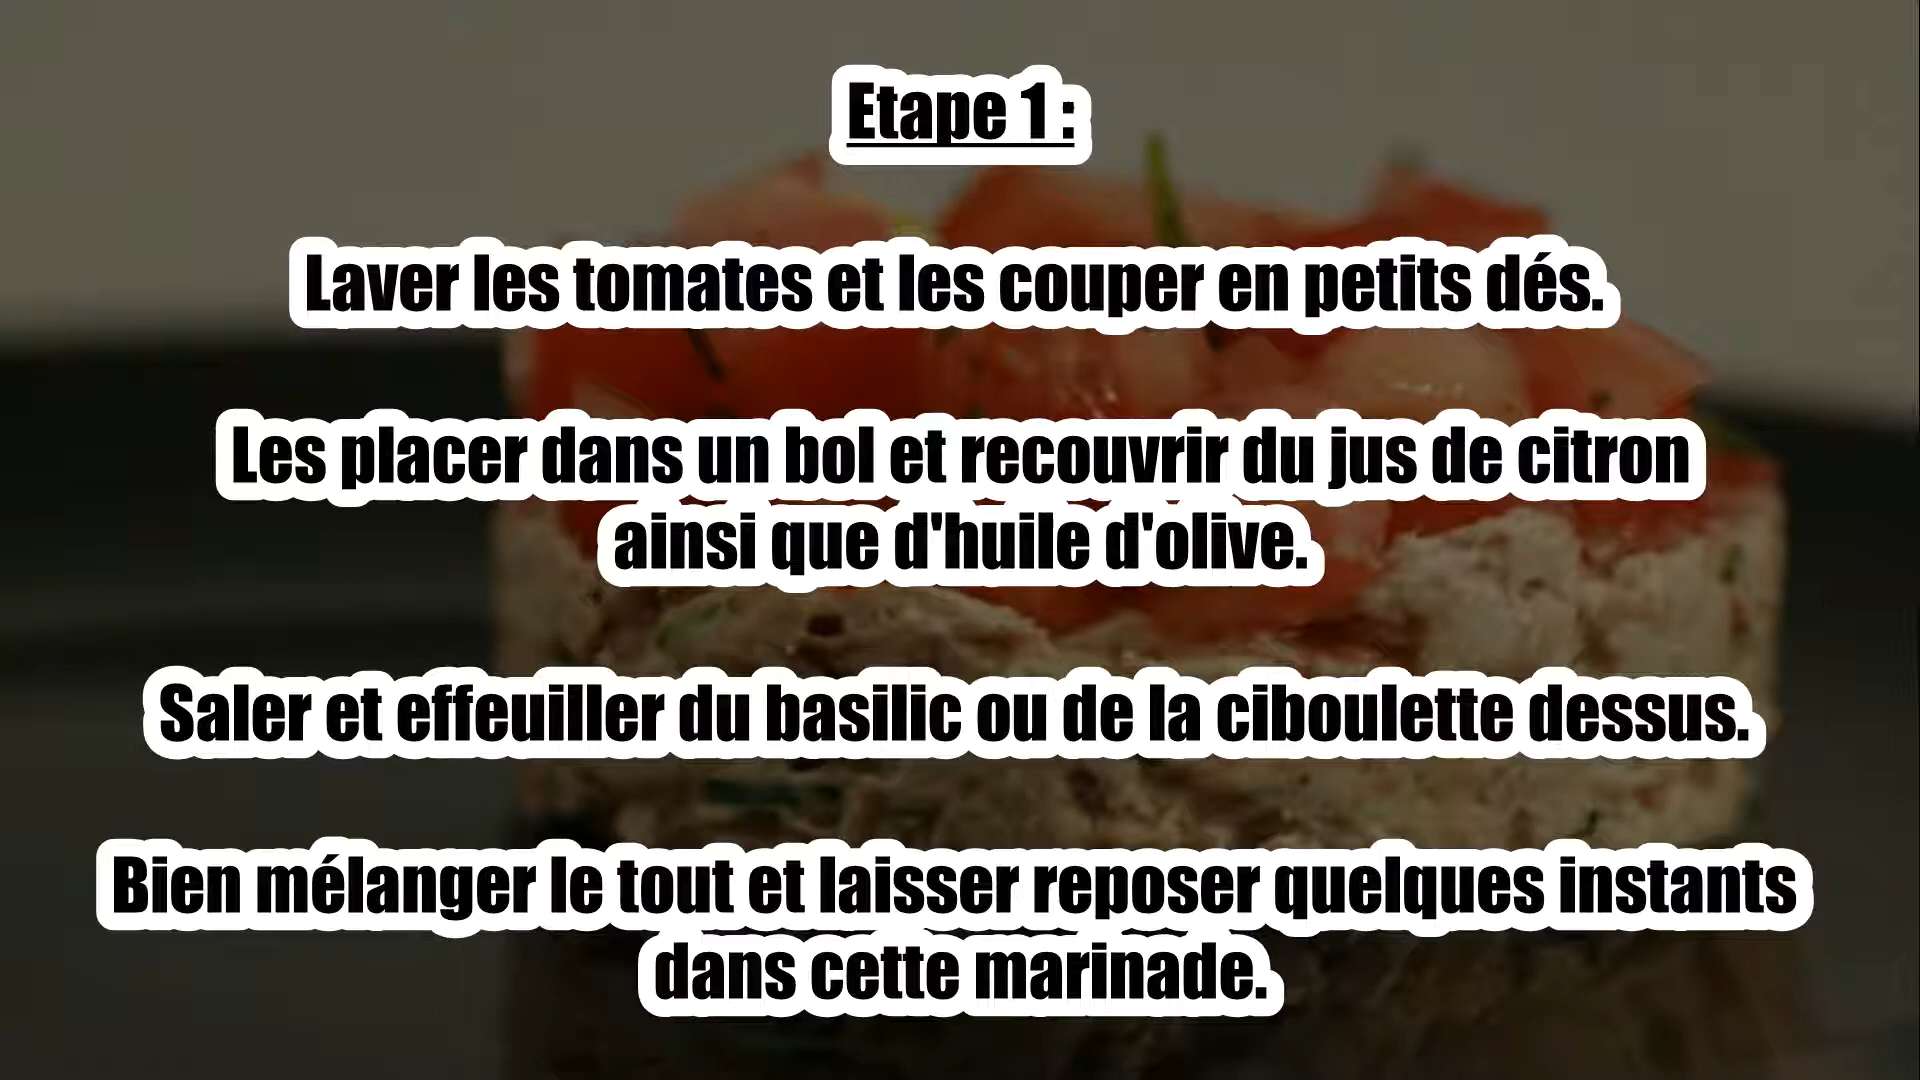 Etape 1 :
Laver les tomates et les couper en petits dés.
Les placer dans un bol et recouvrir du jus de citron
ainsi que d'huile d'olive.
Saler et effeuiller du basilic ou de la ciboulette dessus.
Bien mélanger le tout et laisser reposer quelques instants
dans cette marinade.